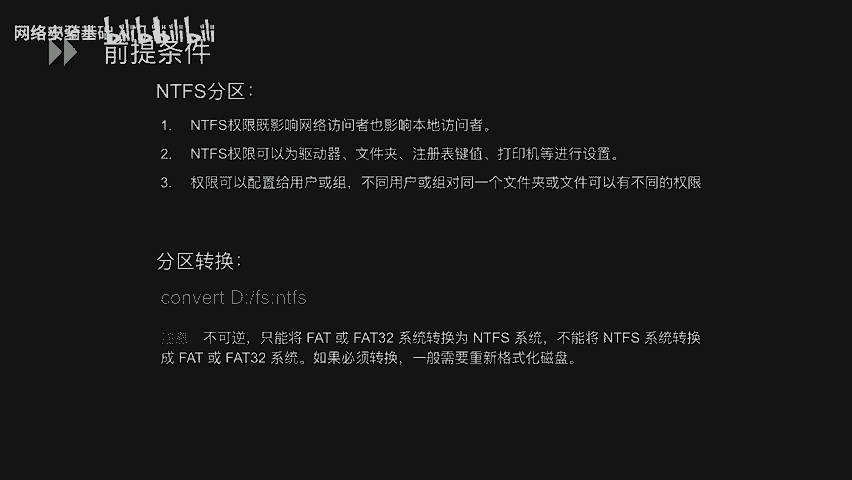 网络安全基础入门
bilibili
前提条件
NTFS分区：
1. NTFS权限既影响网络访问者也影响本地访问者。
2. NTFS权限可以为驱动器、文件夹、注册表键值、打印机等进行设置。
3. 权限可以配置给用户或组，不同用户或组对同一个文件夹或文件可以有不同的权限
分区转换：
convert D:/fs:ntfs
注意 不可逆，只能将 FAT 或 FAT32 系统转换为 NTFS 系统，不能将 NTFS 系统转换
成 FAT 或 FAT32 系统。如果必须转换，一般需要重新格式化磁盘。